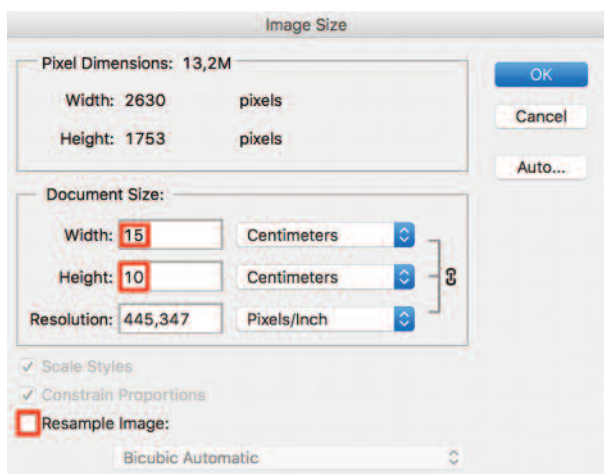 Image Size
Pixel Dimensions: 13,2M
Width: 2630 pixels
Height: 1753 pixels
OK
Cancel
Auto...
Document Size:
Width: 15 Centimeters
Height: 10 Centimeters
Resolution: 445,347 Pixels/Inch
Scale Styles
Constrain Proportions
Resample Image:
Bicubic Automatic